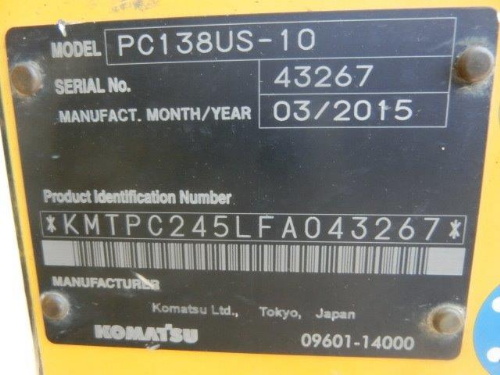 MODEL PC138US-10
SERIAL No. 43267
MANUFACT. MONTH/YEAR 03/2015
Product Identification Number
*KMTPC245LFA043267*
MANUFACTURER
Komatsu Ltd., Tokyo, Japan
KOMATSU 09601-14000